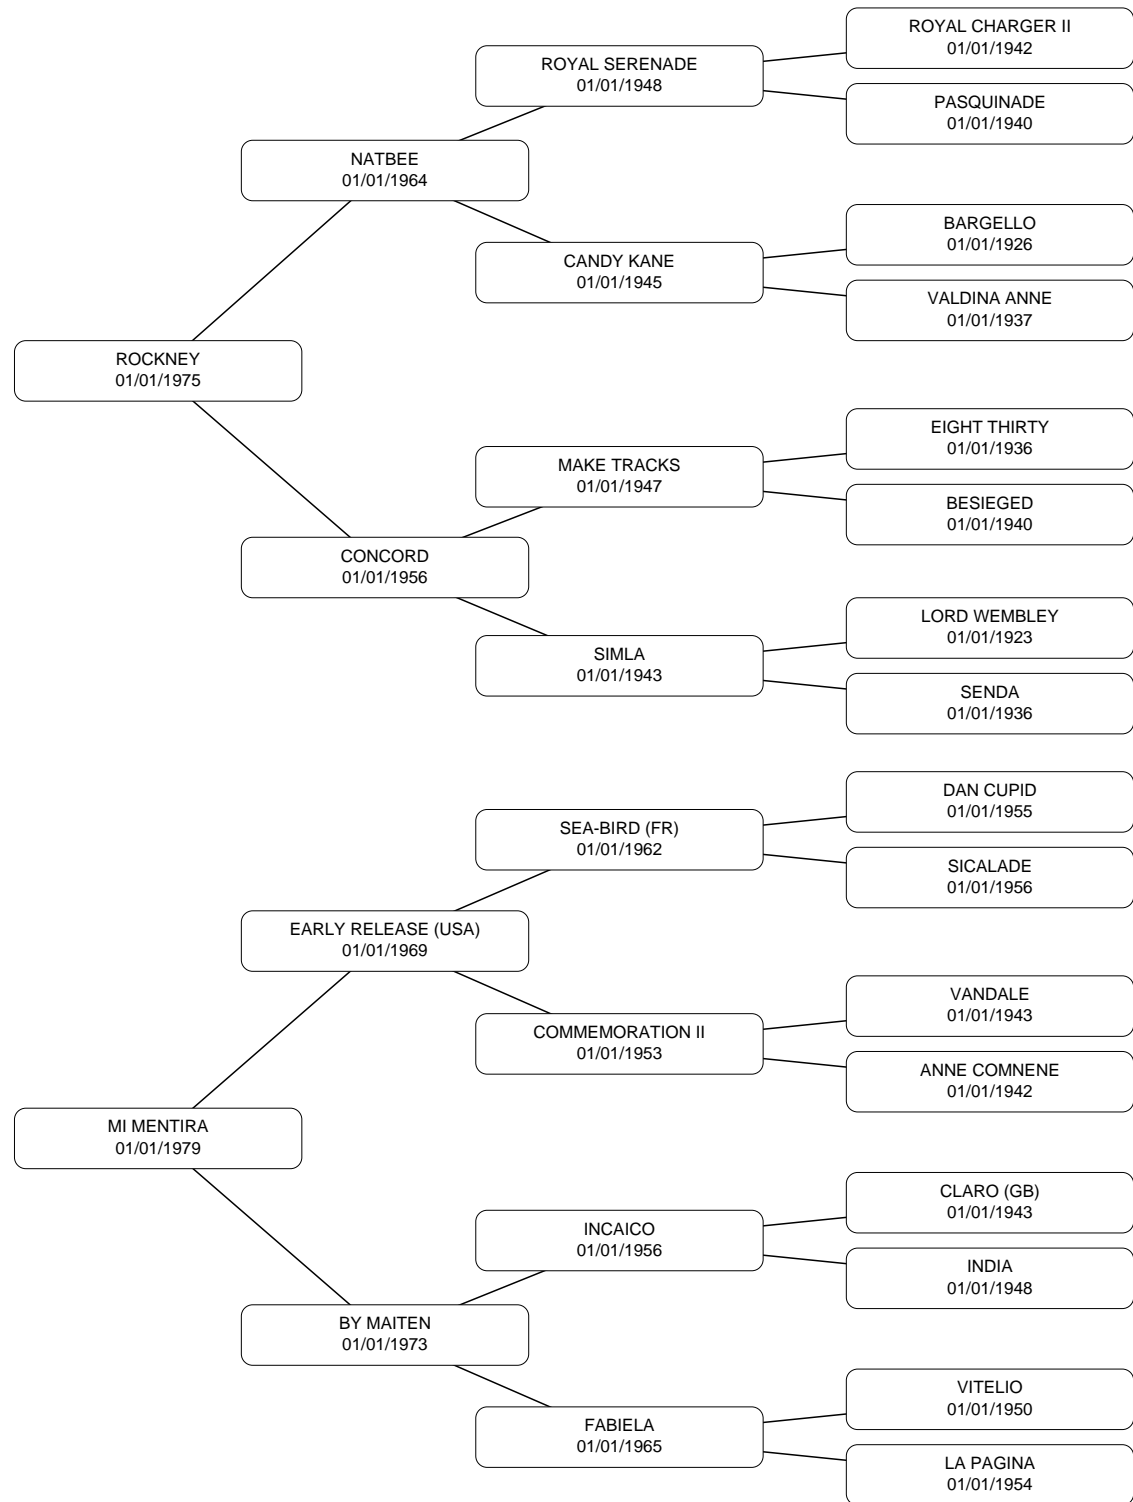 ROYAL CHARGER II
01/01/1942
ROYAL SERENADE
01/01/1948
PASQUINADE
01/01/1940
NATBEE
01/01/1964
BARGELLO
01/01/1926
CANDY KANE
01/01/1945
VALDINA ANNE
01/01/1937
ROCKNEY
01/01/1975
EIGHT THIRTY
01/01/1936
MAKE TRACKS
01/01/1947
BESIEGED
01/01/1940
CONCORD
01/01/1956
LORD WEMBLEY
01/01/1923
SIMLA
01/01/1943
SENDA
01/01/1936
DAN CUPID
01/01/1955
SEA-BIRD (FR)
01/01/1962
SICALADE
01/01/1956
EARLY RELEASE (USA)
01/01/1969
VANDALE
01/01/1943
COMMEMORATION II
01/01/1953
ANNE COMNENE
01/01/1942
MI MENTIRA
01/01/1979
CLARO (GB)
01/01/1943
INCAICO
01/01/1956
INDIA
01/01/1948
BY MAITEN
01/01/1973
VITELIO
01/01/1950
FABIELA
01/01/1965
LA PAGINA
01/01/1954